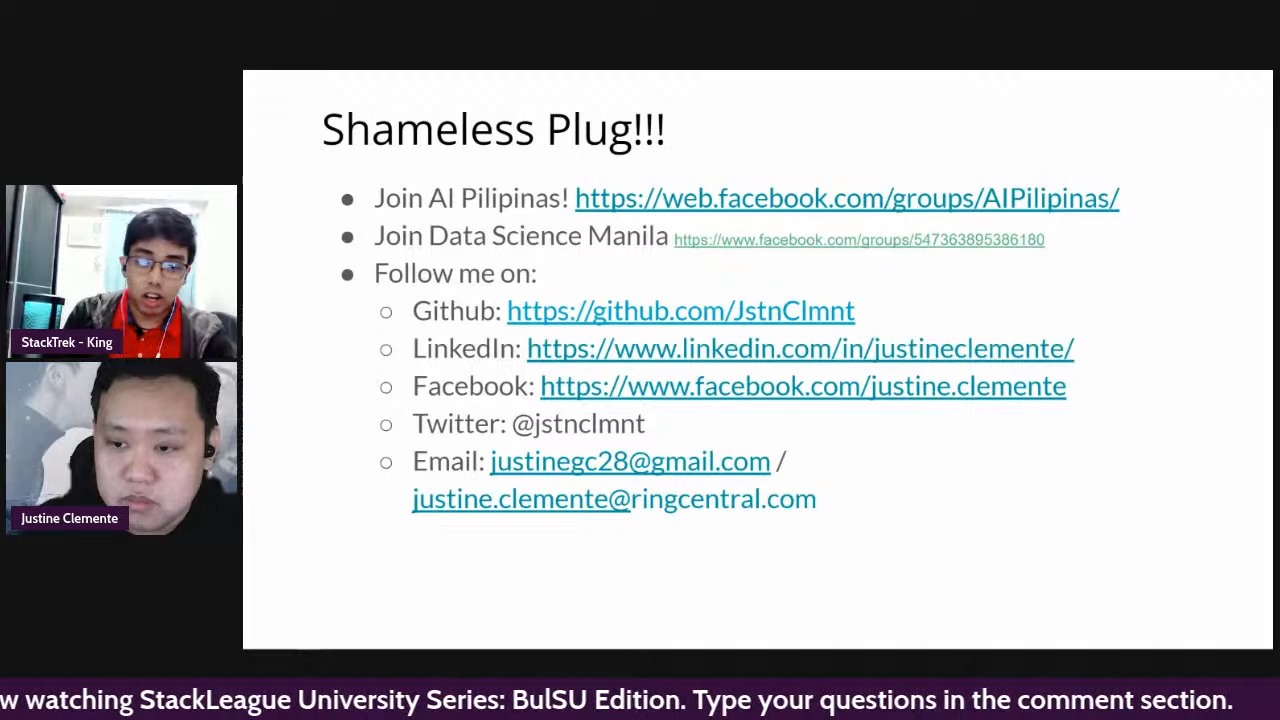 Shameless Plug!!!
● Join AI Pilipinas! https://web.facebook.com/groups/AIPilipinas/
● Join Data Science Manila https://www.facebook.com/groups/547363895386180
● Follow me on:
○ Github: https://github.com/JstnClmnt
○ LinkedIn: https://www.linkedin.com/in/justineclemente/
○ Facebook: https://www.facebook.com/justine.clemente
○ Twitter: @jstnclmnt
○ Email: justinegc28@gmail.com /
justine.clemente@ringcentral.com
StackTrek - King
Justine Clemente
w watching StackLeague University Series: BulSU Edition. Type your questions in the comment section.